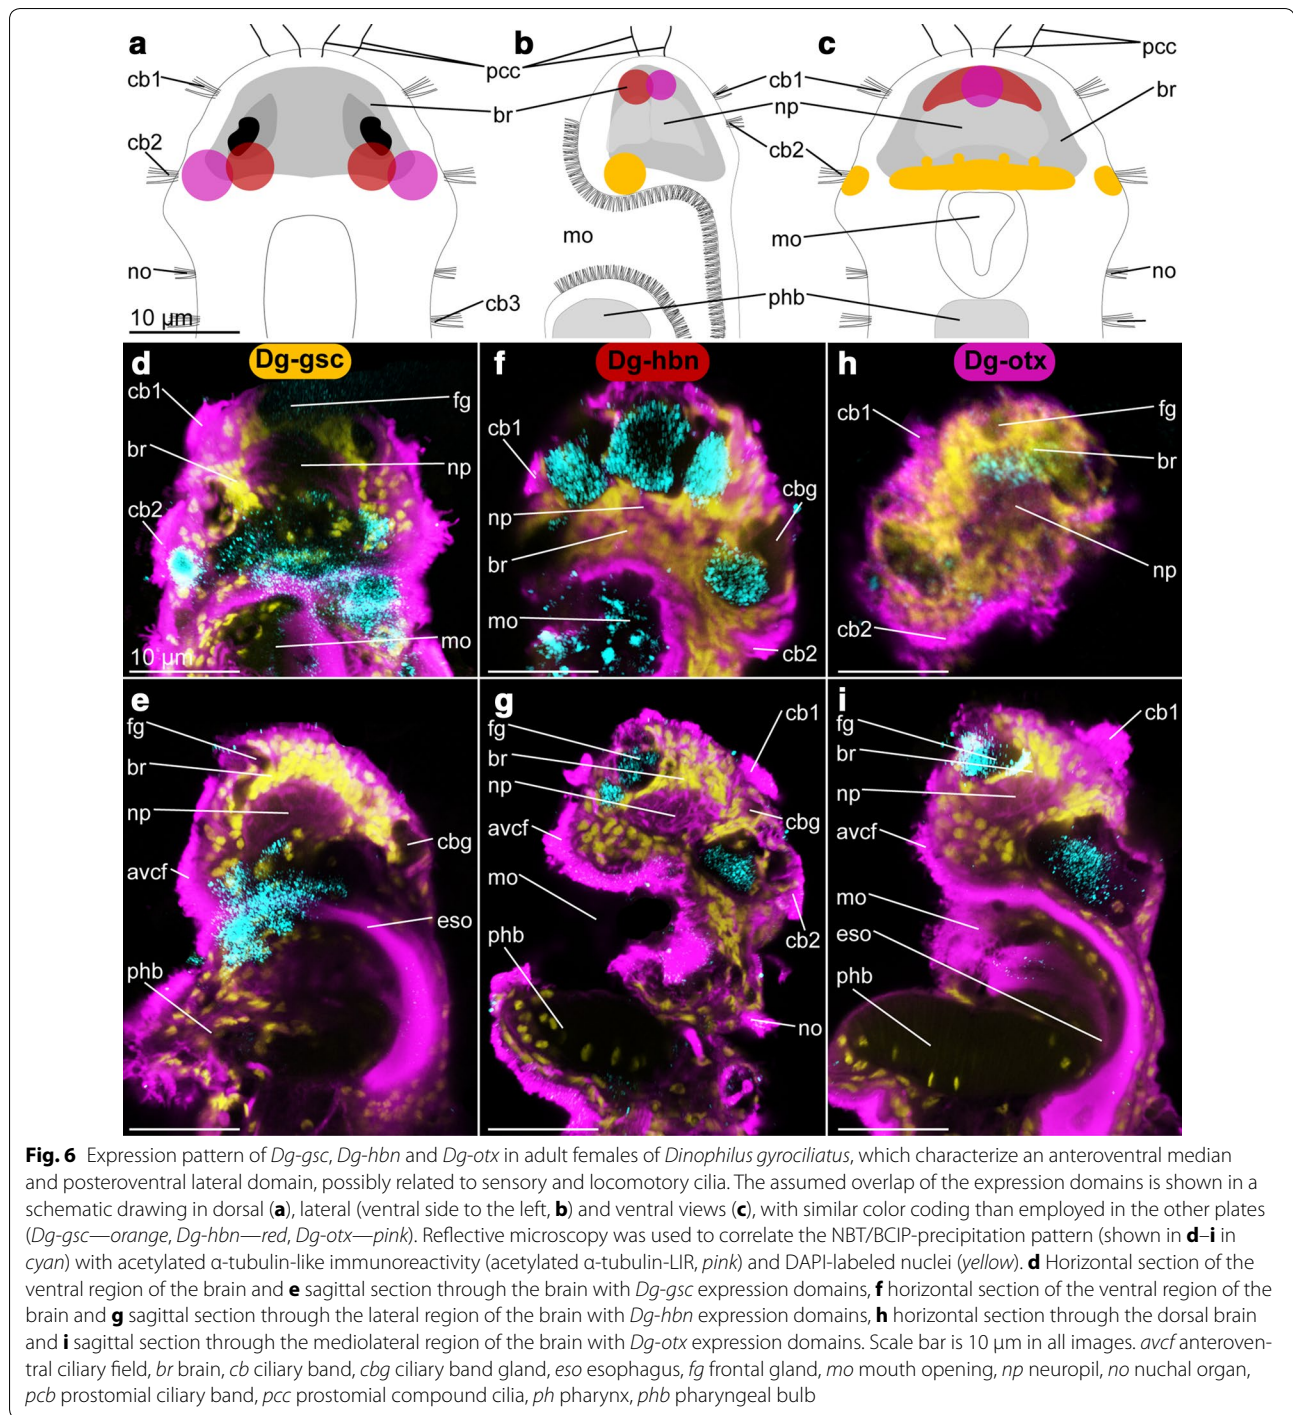 a
b
c
pcc
pcc
cb1
cb1
br
np
br
cb2
cb2
mo
mo
no
no
phb
cb3
10 µm
d
Dg-gsc
f
Dg-hbn
h
Dg-otx
cb1
fg
cb1
cb1
fg
br
np
br
cb2
cbg
np
br
np
mo
mo
cb2
cb2
10 µm
e
g
i
fg
fg
cb1
fg
cb1
br
br
br
np
np
np
cbg
cbg
avcf
avcf
avcf
mo
mo
eso
eso
cb2
phb
phb
phb
no
Fig. 6 Expression pattern of Dg-gsc, Dg-hbn and Dg-otx in adult females of Dinophilus gyrociliatus, which characterize an anteroventral median
and posteroventral lateral domain, possibly related to sensory and locomotory cilia. The assumed overlap of the expression domains is shown in a
schematic drawing in dorsal (a), lateral (ventral side to the left, b) and ventral views (c), with similar color coding than employed in the other plates
(Dg-gsc—orange, Dg-hbn—red, Dg-otx—pink). Reflective microscopy was used to correlate the NBT/BCIP-precipitation pattern (shown in d–i in
cyan) with acetylated α-tubulin-like immunoreactivity (acetylated α-tubulin-LIR, pink) and DAPI-labeled nuclei (yellow). d Horizontal section of the
ventral region of the brain and e sagittal section through the brain with Dg-gsc expression domains, f horizontal section of the ventral region of the
brain and g sagittal section through the lateral region of the brain with Dg-hbn expression domains, h horizontal section through the dorsal brain
and i sagittal section through the mediolateral region of the brain with Dg-otx expression domains. Scale bar is 10 µm in all images. avcf anteroven-
tral ciliary field, br brain, cb ciliary band, cbg ciliary band gland, eso esophagus, fg frontal gland, mo mouth opening, np neuropil, no nuchal organ,
pcb prostomial ciliary band, pcc prostomial compound cilia, ph pharynx, phb pharyngeal bulb